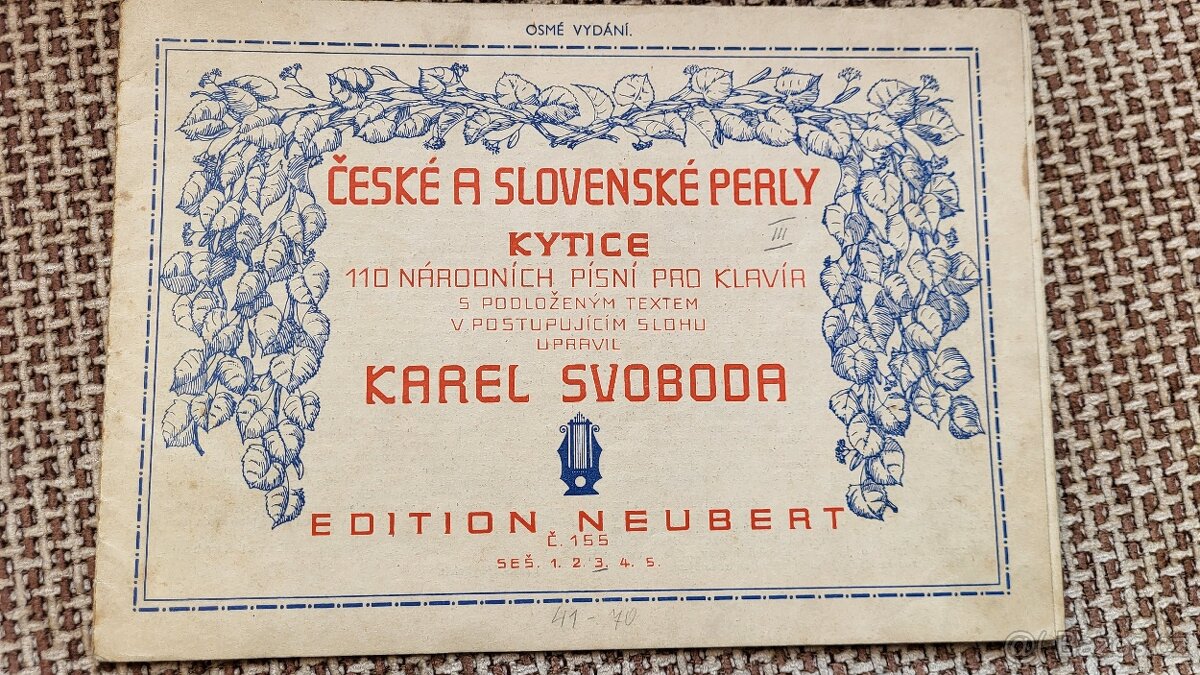 OSMÉ VYDÁNÍ.
ČESKÉ A SLOVENSKÉ PERLY
III
KYTICE
110 NÁRODNÍCH PÍSNÍ PRO KLAVÍR
S PODLOŽENÝM TEXTEM
V POSTUPUJÍCÍM SLOHU
UPRAVIL
KAREL SVOBODA
EDITION NEUBERT
Č. 155
SEŠ. 1. 2. 3. 4. 5.
41-70